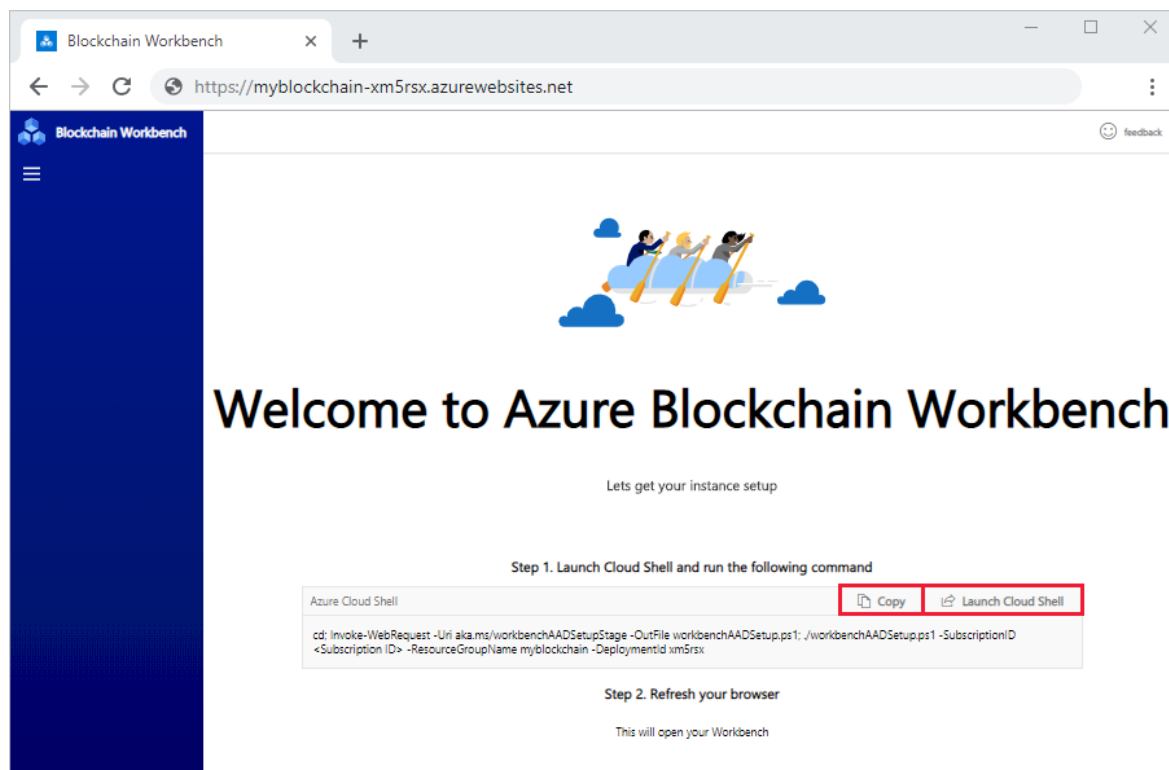 Blockchain Workbench
https://myblockchain-xm5rsx.azurewebsites.net
Blockchain Workbench
feedback
Welcome to Azure Blockchain Workbench
Lets get your instance setup
Step 1. Launch Cloud Shell and run the following command
Azure Cloud Shell
Copy
Launch Cloud Shell
cd; Invoke-WebRequest -Uri aka.ms/workbenchAADSetupStage -OutFile workbenchAADSetup.ps1; ./workbenchAADSetup.ps1 -SubscriptionID
<Subscription ID> -ResourceGroupName myblockchain -DeploymentId xm5rsx
Step 2. Refresh your browser
This will open your Workbench